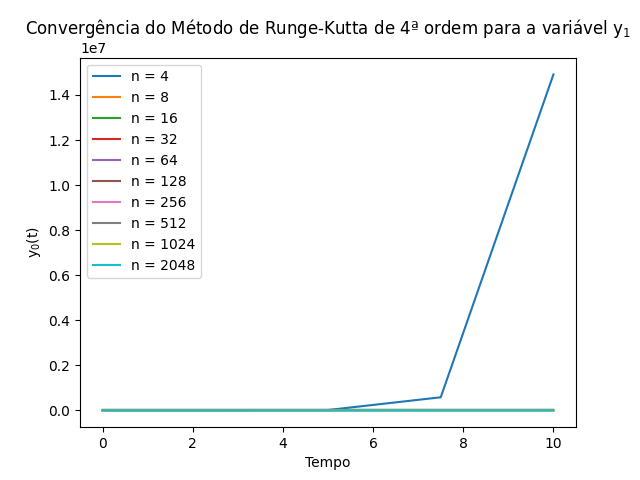 Convergência do Método de Runge-Kutta de 4ª ordem para a variável y₁
1e7
n = 4
n = 8
n = 16
n = 32
n = 64
n = 128
n = 256
n = 512
n = 1024
n = 2048
1.4
1.2
1.0
0.8
0.6
0.4
0.2
0.0
y₀(t)
0 2 4 6 8 10
Tempo